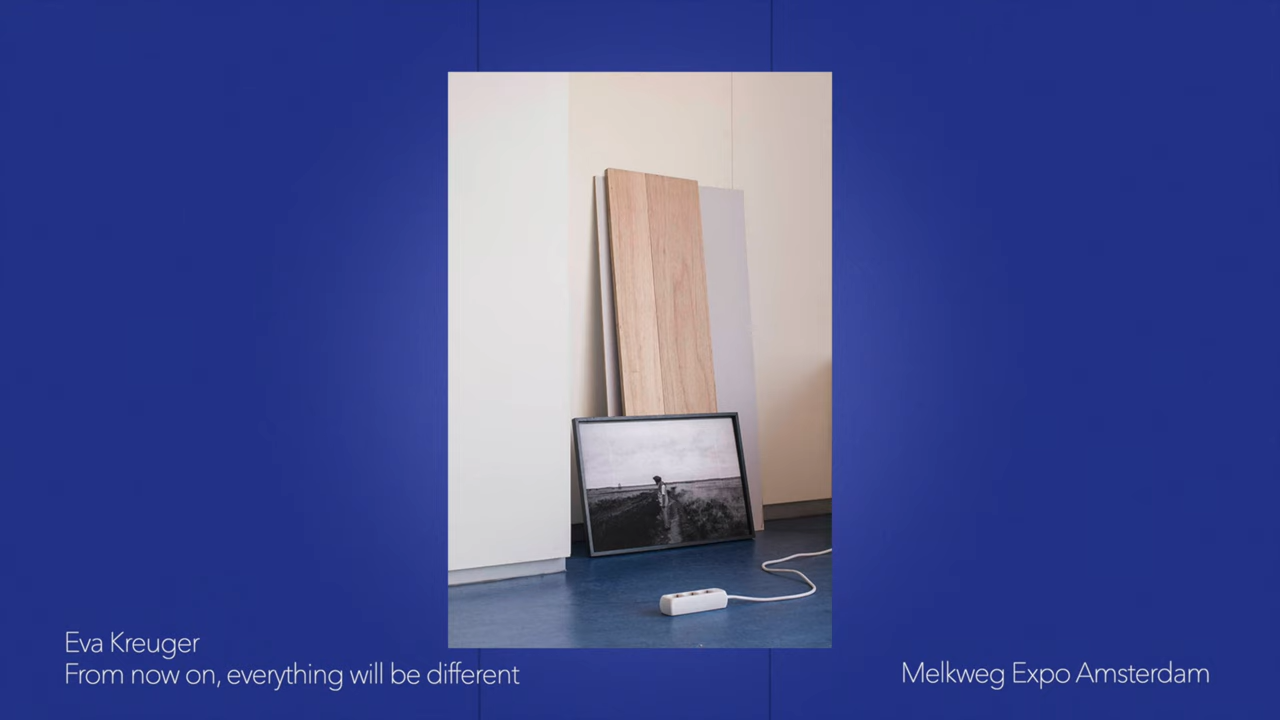 Eva Kreuger
From now on, everything will be different
Melkweg Expo Amsterdam